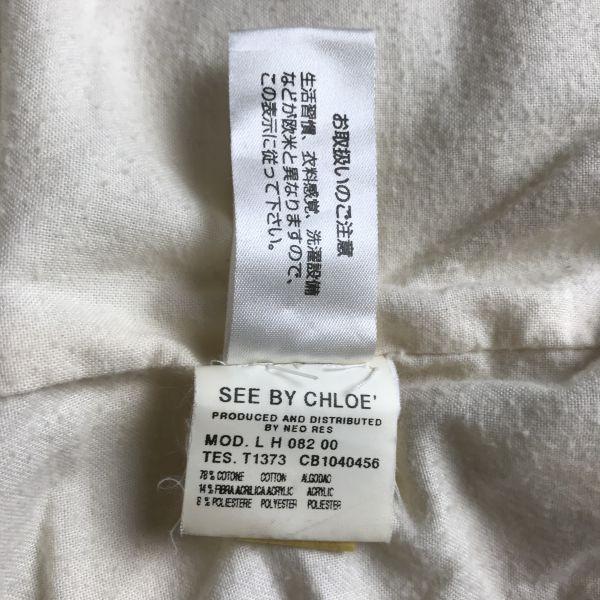 お取扱いのご注意
生活習慣、衣料感覚、洗濯設備
などが欧米と異なりますので、
この表示に従って下さい。
SEE BY CHLOE'
PRODUCED AND DISTRIBUTED
BY NEO RES
MOD. L H 082 00
TES. T1373 CB1040456
78% COTONE COTTON ALGODAO
14% FIBRA ACRILICA ACRYLIC ACRYLIC
8% POLIESTERE POLYESTER POLIESTER